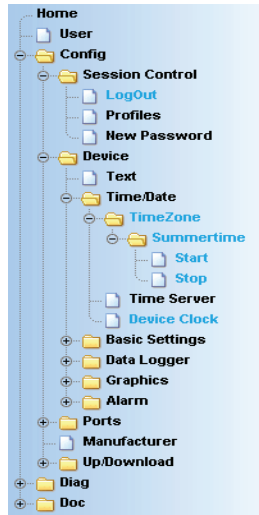 Home
User
Config
Session Control
LogOut
Profiles
New Password
Device
Text
Time/Date
TimeZone
Summertime
Start
Stop
Time Server
Device Clock
Basic Settings
Data Logger
Graphics
Alarm
Ports
Manufacturer
Up/Download
Diag
Doc